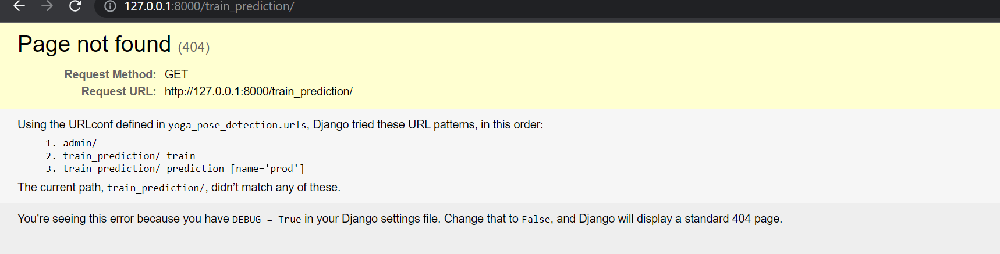 127.0.0.1:8000/train_prediction/
Page not found (404)
Request Method: GET
Request URL: http://127.0.0.1:8000/train_prediction/
Using the URLconf defined in yoga_pose_detection.urls, Django tried these URL patterns, in this order:
1. admin/
2. train_prediction/ train
3. train_prediction/ prediction [name='prod']
The current path, train_prediction/, didn’t match any of these.
You’re seeing this error because you have DEBUG = True in your Django settings file. Change that to False, and Django will display a standard 404 page.